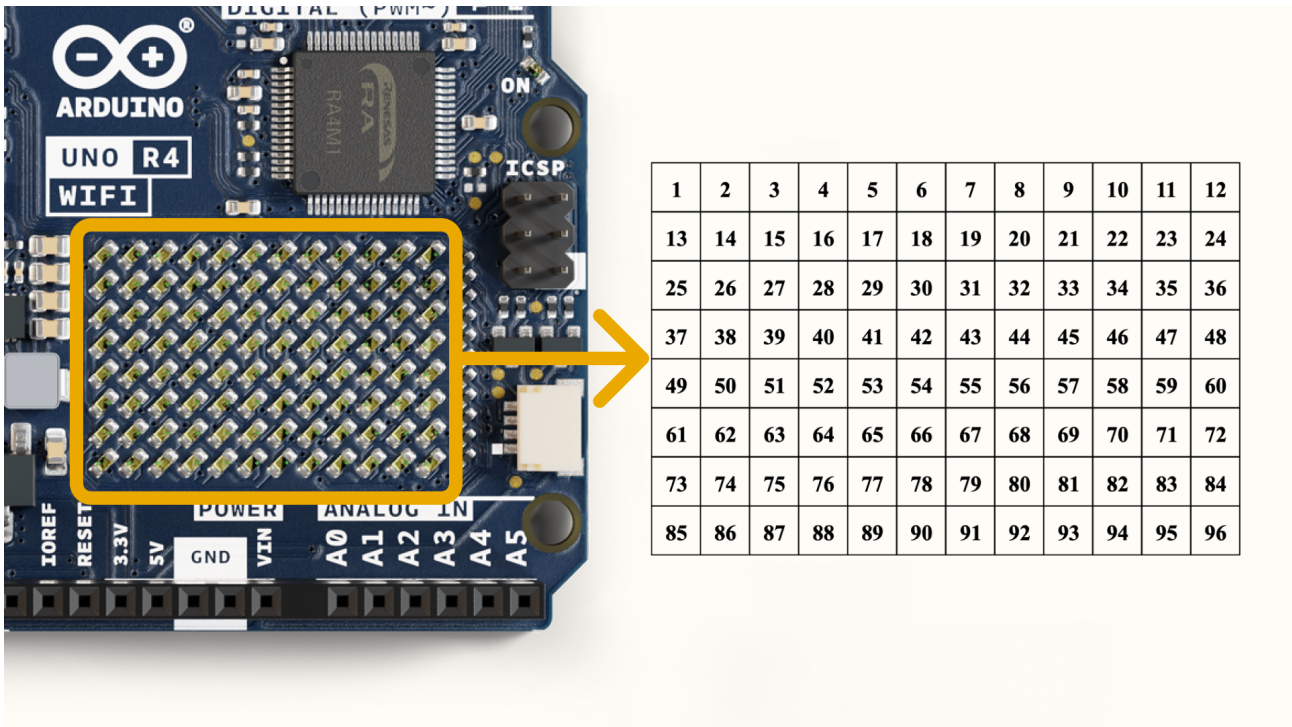 DIGITAL (PWM~)
®
ARDUINO
UNO R4
WIFI
RENESAS
RA
RA4M1
ON
ICSP
POWER
ANALOG IN
IOREF
RESET
3.3V
5V
GND
VIN
A0
A1
A2
A3
A4
A5
1 2 3 4 5 6 7 8 9 10 11 12
13 14 15 16 17 18 19 20 21 22 23 24
25 26 27 28 29 30 31 32 33 34 35 36
37 38 39 40 41 42 43 44 45 46 47 48
49 50 51 52 53 54 55 56 57 58 59 60
61 62 63 64 65 66 67 68 69 70 71 72
73 74 75 76 77 78 79 80 81 82 83 84
85 86 87 88 89 90 91 92 93 94 95 96